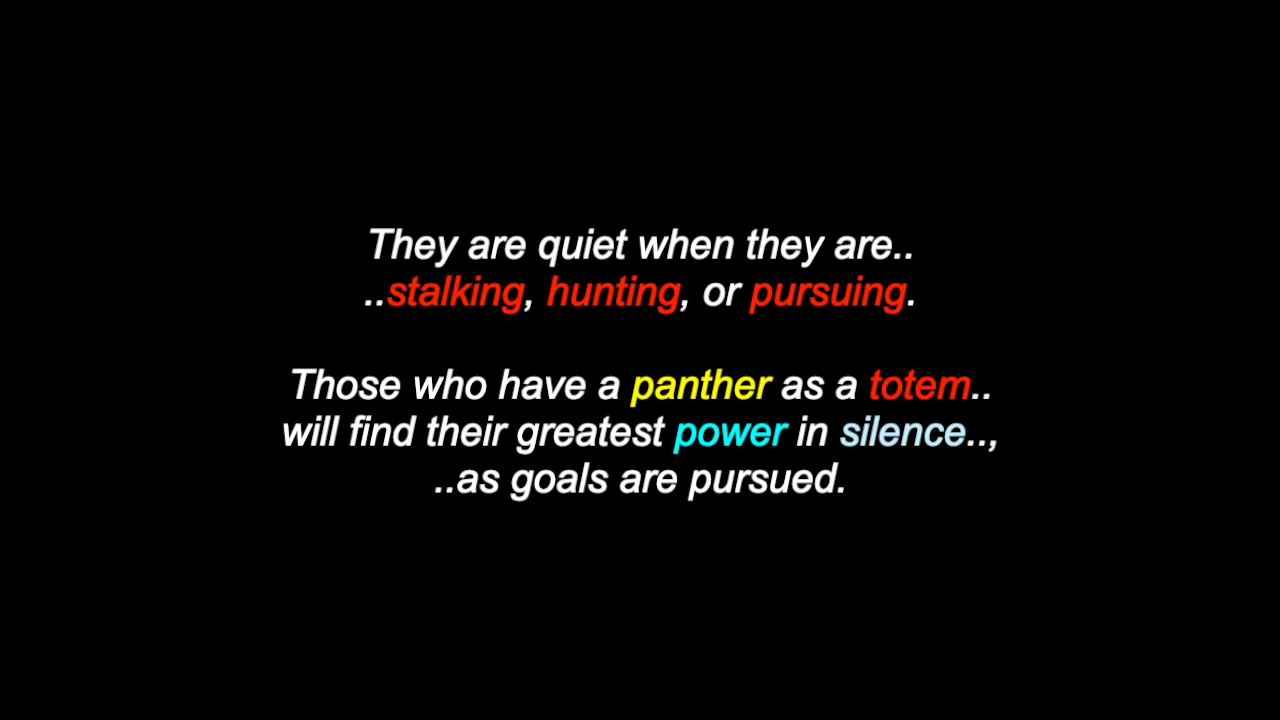 They are quiet when they are..
..stalking, hunting, or pursuing.
Those who have a panther as a totem..
will find their greatest power in silence..,
..as goals are pursued.